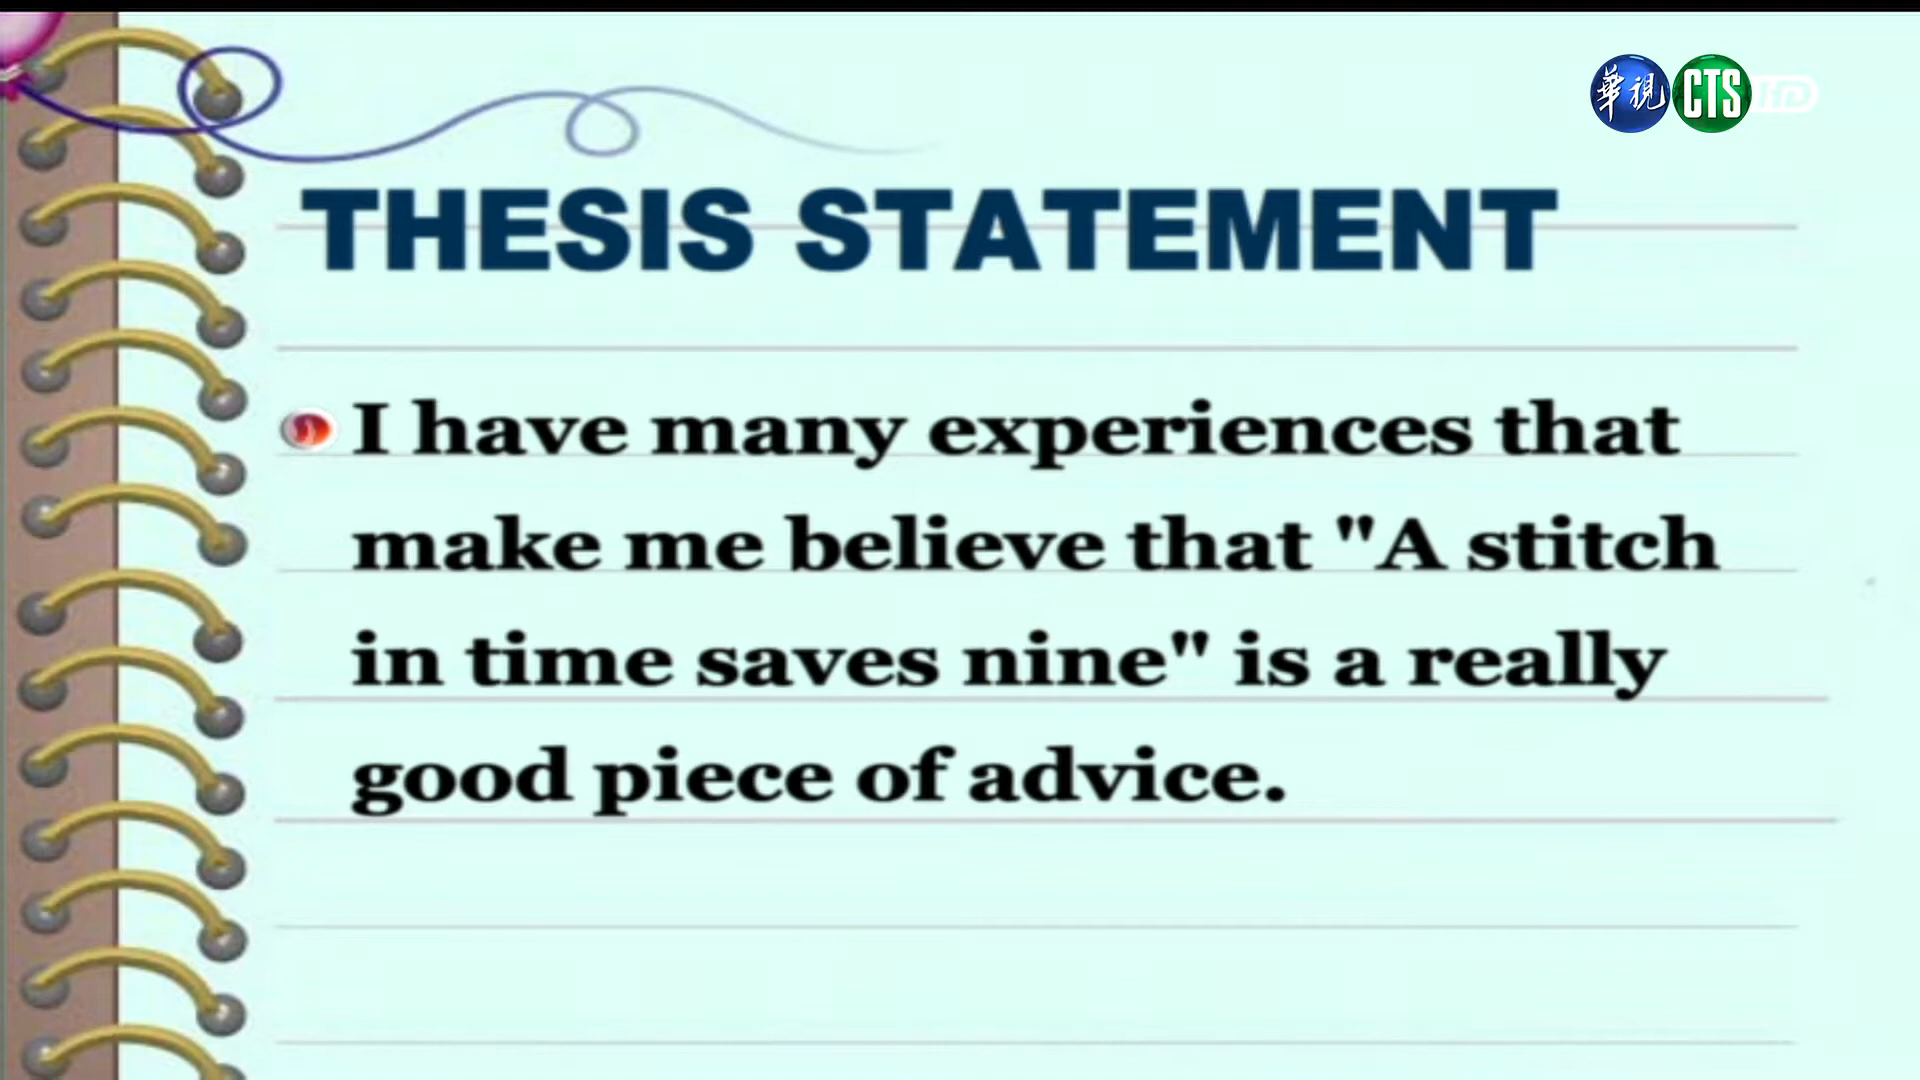 華視 CTS HD
THESIS STATEMENT
I have many experiences that
make me believe that "A stitch
in time saves nine" is a really
good piece of advice.